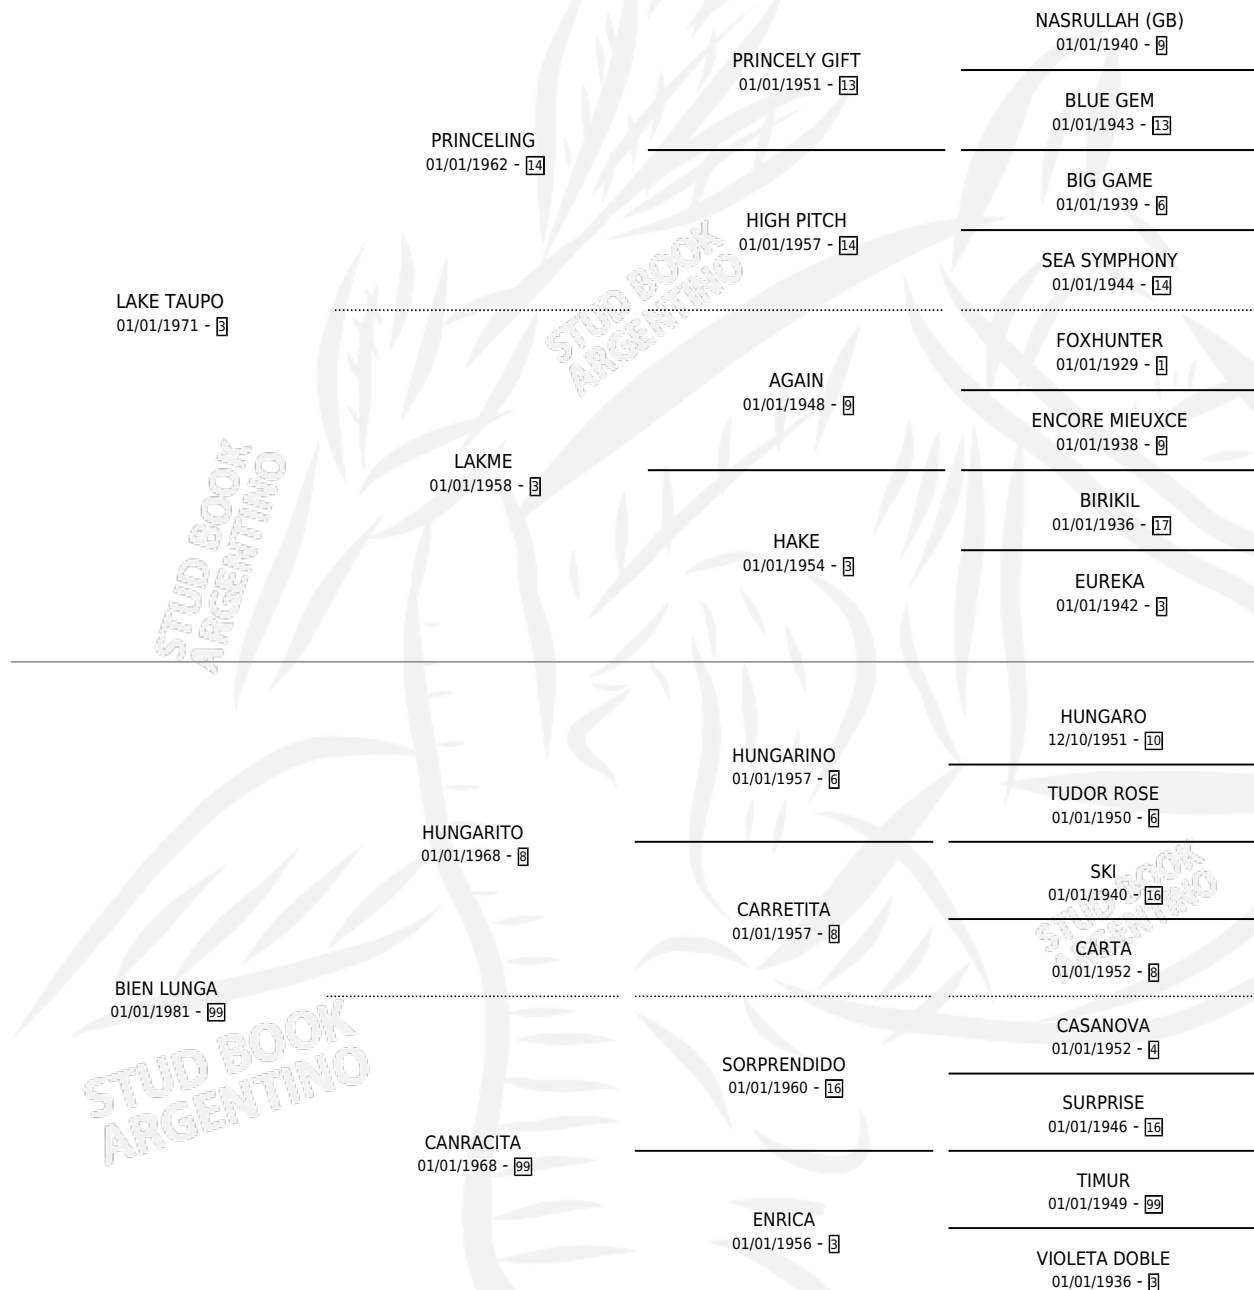 NASRULLAH (GB)
01/01/1940 - 9
PRINCELY GIFT
01/01/1951 - 13
BLUE GEM
01/01/1943 - 13
PRINCELING
01/01/1962 - 14
BIG GAME
01/01/1939 - 6
HIGH PITCH
01/01/1957 - 14
SEA SYMPHONY
01/01/1944 - 14
LAKE TAUPO
01/01/1971 - 3
FOXHUNTER
01/01/1929 - 1
AGAIN
01/01/1948 - 9
ENCORE MIEUXCE
01/01/1938 - 9
LAKME
01/01/1958 - 3
BIRIKIL
01/01/1936 - 17
HAKE
01/01/1954 - 3
EUREKA
01/01/1942 - 3
HUNGARO
12/10/1951 - 10
HUNGARINO
01/01/1957 - 6
TUDOR ROSE
01/01/1950 - 6
HUNGARITO
01/01/1968 - 8
SKI
01/01/1940 - 16
CARRETITA
01/01/1957 - 8
CARTA
01/01/1952 - 8
BIEN LUNGA
01/01/1981 - 99
CASANOVA
01/01/1952 - 4
SORPRENDIDO
01/01/1960 - 16
SURPRISE
01/01/1946 - 16
CANRACITA
01/01/1968 - 99
TIMUR
01/01/1949 - 99
ENRICA
01/01/1956 - 3
VIOLETA DOBLE
01/01/1936 - 3
STUD BOOK
ARGENTINO
STUD BOOK
ARGENTINO
STUD BOOK
ARGENTINO
STUD BOOK
ARGENTINO